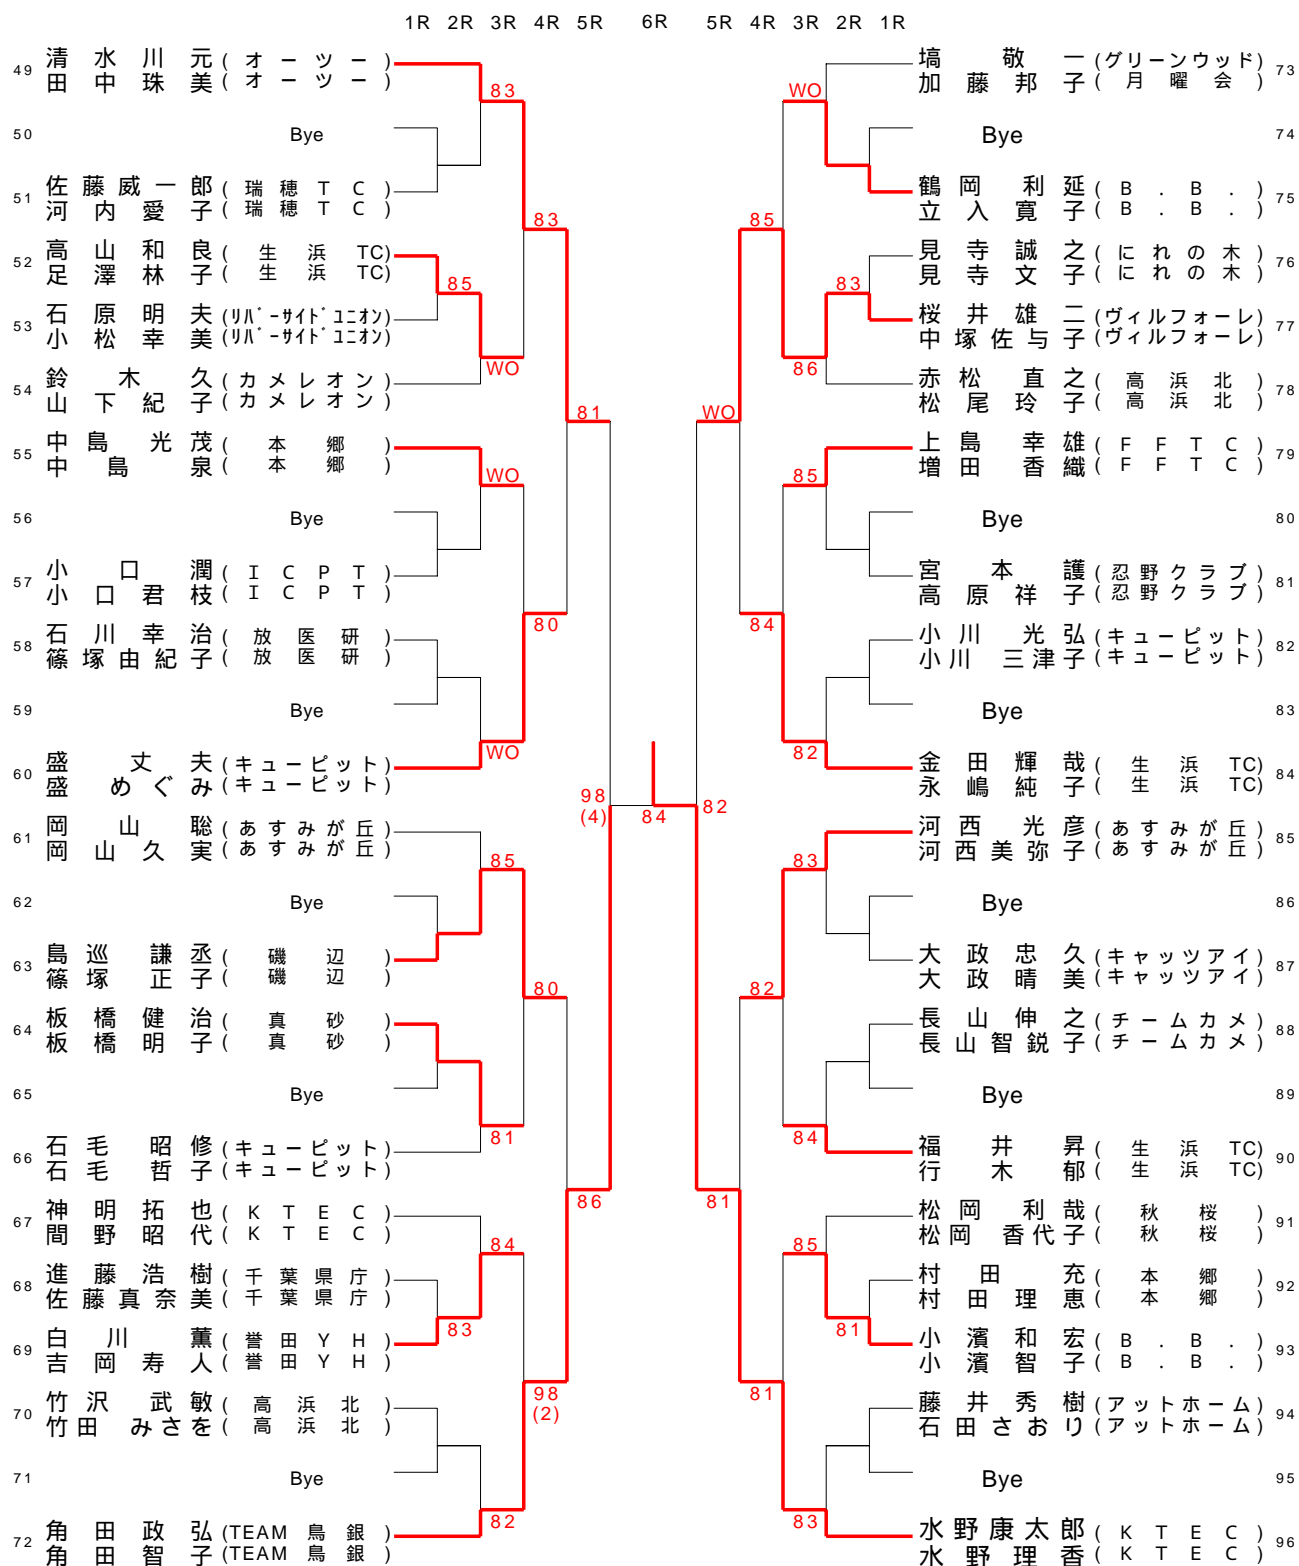 1R 2R 3R 4R 5R 6R 5R 4R 3R 2R 1R
49 清水川元 (オーツー)
田中珠美 (オーツー)
50 Bye
51 佐藤威一郎 (瑞穂TC)
河内愛子 (瑞穂TC)
52 高山和良 (生浜TC)
足澤林子 (生浜TC)
53 石原明夫 (リバーサイドユニオン)
小松幸美 (リバーサイドユニオン)
54 鈴木久 (カメレオン)
山下紀子 (カメレオン)
55 中島光茂 (本郷)
中島泉 (本郷)
56 Bye
57 小口潤 (ICPT)
小口君枝 (ICPT)
58 石川幸治 (放医研)
篠塚由紀子 (放医研)
59 Bye
60 盛丈夫 (キューピット)
盛めぐみ (キューピット)
61 岡山聡 (あすみが丘)
岡山久実 (あすみが丘)
62 Bye
63 島巡謙丞 (磯辺)
篠塚正子 (磯辺)
64 板橋健治 (真砂)
板橋明子 (真砂)
65 Bye
66 石毛昭修 (キューピット)
石毛哲子 (キューピット)
67 神明拓也 (KTEC)
間野昭代 (KTEC)
68 進藤浩樹 (千葉県庁)
佐藤真奈美 (千葉県庁)
69 白川薫 (誉田YH)
吉岡寿人 (誉田YH)
70 竹沢武敏 (高浜北)
竹田みさを (高浜北)
71 Bye
72 角田政弘 (TEAM鳥銀)
角田智子 (TEAM鳥銀)
83
85
WO
WO
WO
85
81
84
83
82
83
80
80
98
(2)
81
86
98
(4)
84
82
WO
81
85
84
82
81
WO
83
86
85
82
83
84
85
81
83
塙敬一 (グリーンウッド) 73
加藤邦子 (月曜会)
Bye 74
鶴岡利延 (B.B.) 75
立入寛子 (B.B.)
見寺誠之 (にれの木) 76
見寺文子 (にれの木)
桜井雄二 (ヴィルフォーレ) 77
中塚佐与子 (ヴィルフォーレ)
赤松直之 (高浜北) 78
松尾玲子 (高浜北)
上島幸雄 (FFTC) 79
増田香織 (FFTC)
Bye 80
宮本護 (忍野クラブ) 81
高原祥子 (忍野クラブ)
小川光弘 (キューピット) 82
小川三津子 (キューピット)
Bye 83
金田輝哉 (生浜TC) 84
永嶋純子 (生浜TC)
河西光彦 (あすみが丘) 85
河西美弥子 (あすみが丘)
Bye 86
大政忠久 (キャッツアイ) 87
大政晴美 (キャッツアイ)
長山伸之 (チームカメ) 88
長山智鋭子 (チームカメ)
Bye 89
福井昇 (生浜TC) 90
行木郁 (生浜TC)
松岡利哉 (秋桜) 91
松岡香代子 (秋桜)
村田充 (本郷) 92
村田理恵 (本郷)
小濱和宏 (B.B.) 93
小濱智子 (B.B.)
藤井秀樹 (アットホーム) 94
石田さおり (アットホーム)
Bye 95
水野康太郎 (KTEC) 96
水野理香 (KTEC)